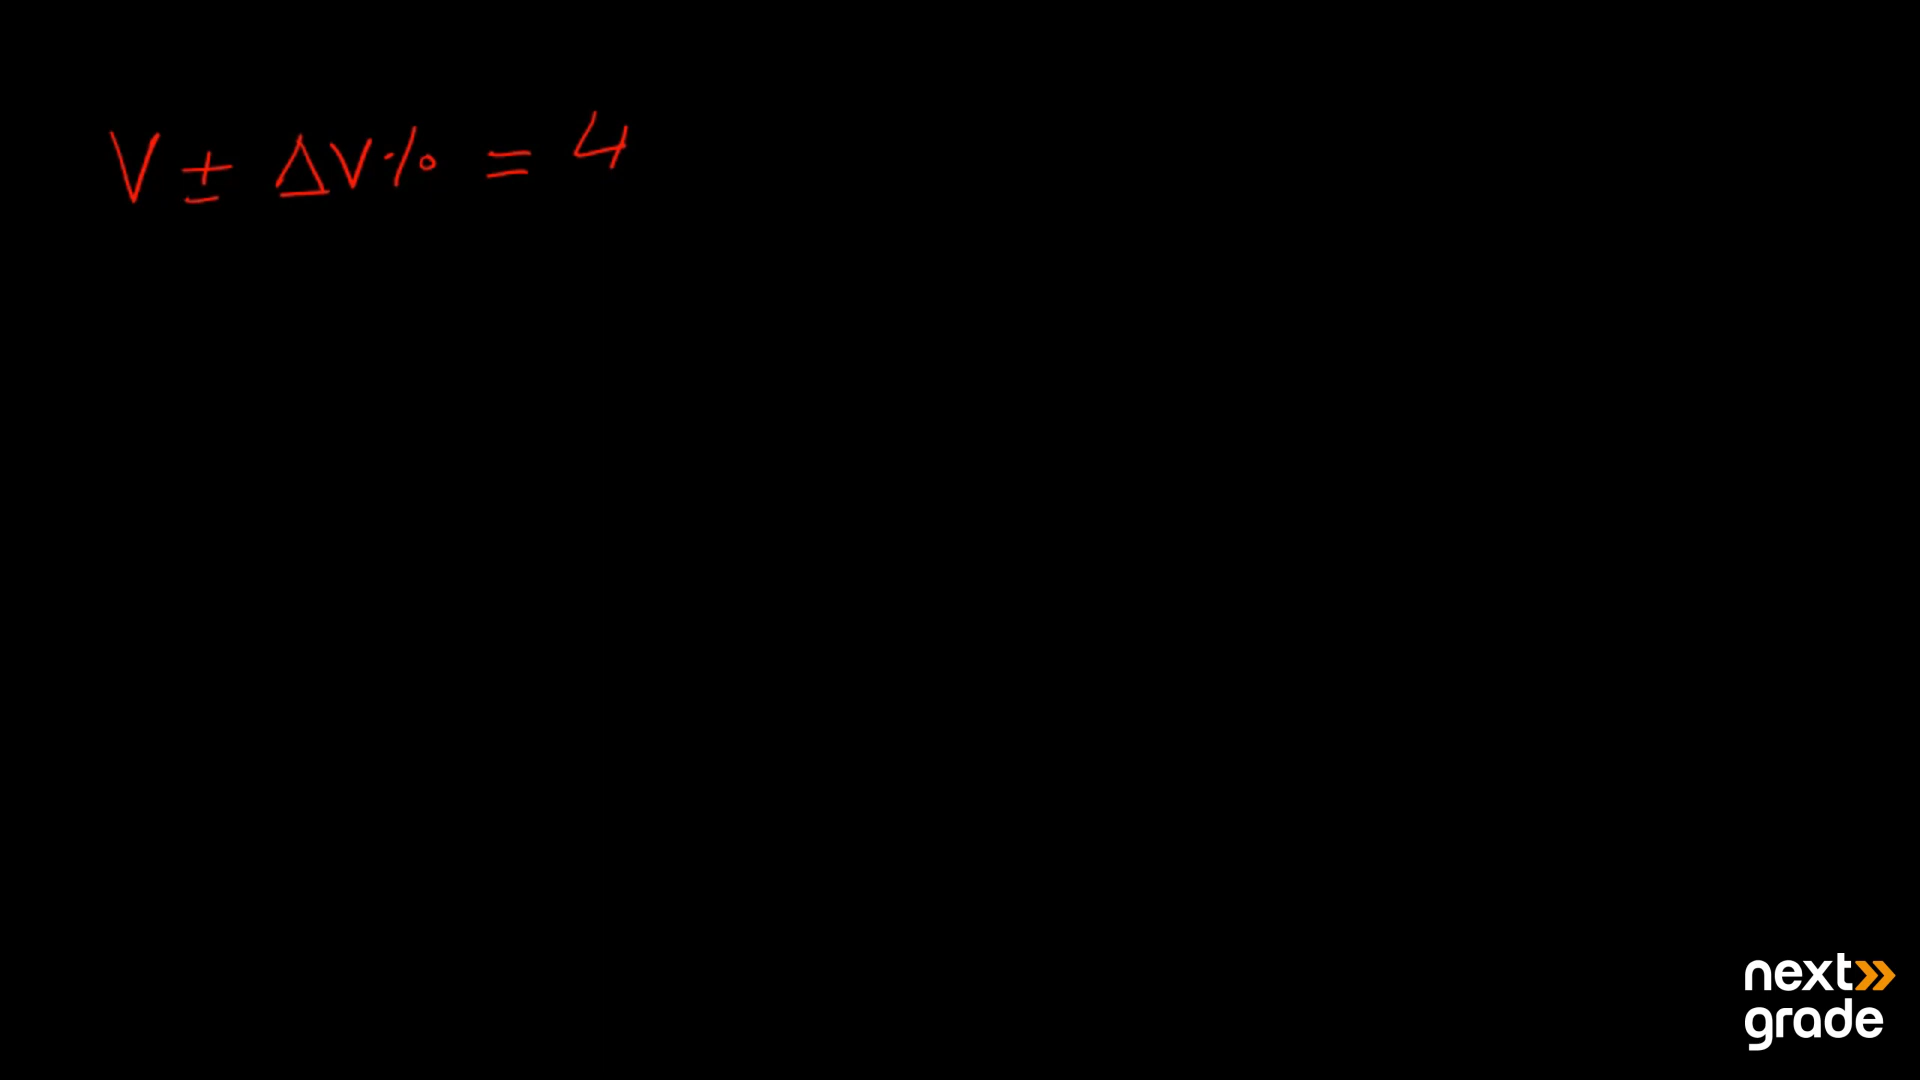 V ± ΔV% = 4
next
grade